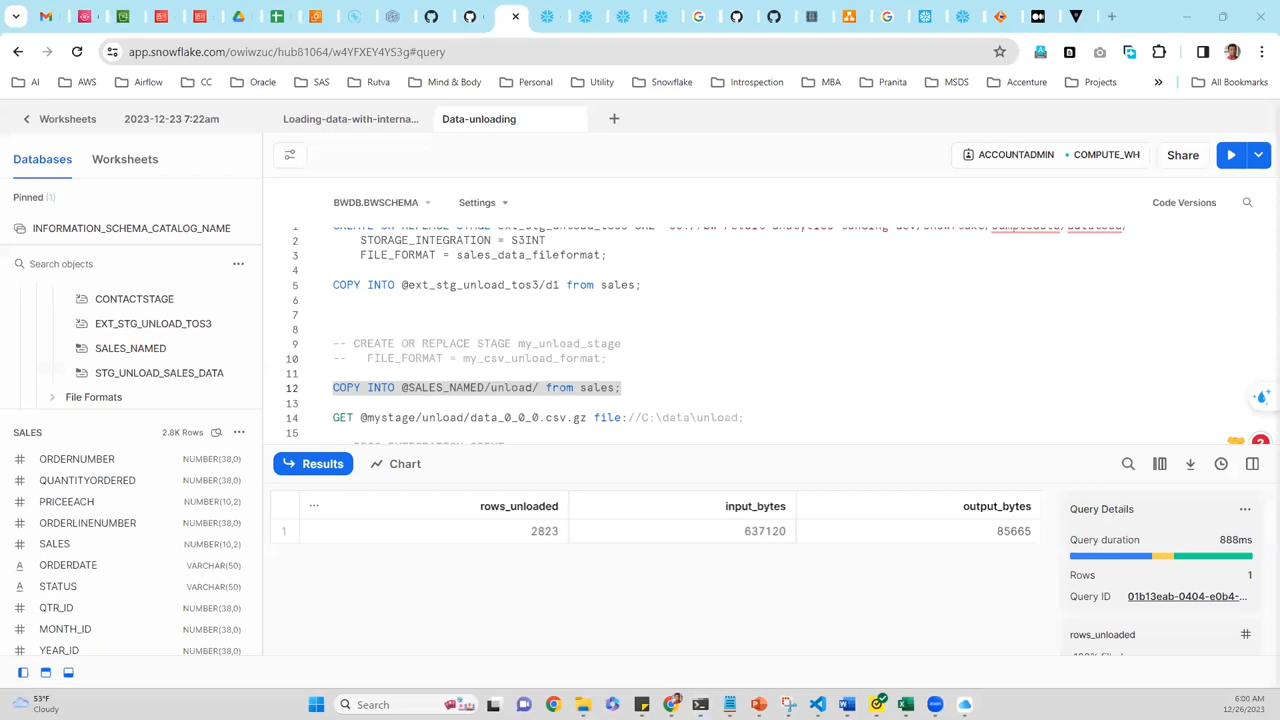 app.snowflake.com/owiwzuc/hub81064/w4YFXEY4YS3g#query
AI AWS Airflow CC Oracle SAS Rutva Mind & Body Personal Utility Snowflake Introspection MBA Pranita MSDS Accenture Projects » All Bookmarks
Worksheets 2023-12-23 7:22am Loading-data-with-interna... Data-unloading
Databases Worksheets ACCOUNTADMIN • COMPUTE_WH Share
Pinned (1)
BWDB.BWSCHEMA Settings Code Versions
INFORMATION_SCHEMA_CATALOG_NAME
Search objects
CONTACTSTAGE
EXT_STG_UNLOAD_TOS3
SALES_NAMED
STG_UNLOAD_SALES_DATA
File Formats
1 CREATE OR REPLACE STAGE
2 STORAGE_INTEGRATION = S3INT
3 FILE_FORMAT = sales_data_fileformat;
4
5 COPY INTO @ext_stg_unload_tos3/d1 from sales;
6
7
8
9 -- CREATE OR REPLACE STAGE my_unload_stage
10 -- FILE_FORMAT = my_csv_unload_format;
11
12 COPY INTO @SALES_NAMED/unload/ from sales;
13
14 GET @mystage/unload/data_0_0_0.csv.gz file://C:\data\unload;
15
SALES 2.8K Rows
ORDERNUMBER NUMBER(38,0)
QUANTITYORDERED NUMBER(38,0)
PRICEEACH NUMBER(10,2)
ORDERLINENUMBER NUMBER(38,0)
SALES NUMBER(10,2)
ORDERDATE VARCHAR(50)
STATUS VARCHAR(50)
QTR_ID NUMBER(38,0)
MONTH_ID NUMBER(38,0)
YEAR_ID NUMBER(38,0)
Results Chart
rows_unloaded input_bytes output_bytes
1 2823 637120 85665
Query Details
Query duration 888ms
Rows 1
Query ID 01b13eab-0404-e0b4-...
rows_unloaded
53°F
Cloudy
Search
6:00 AM
12/26/2023